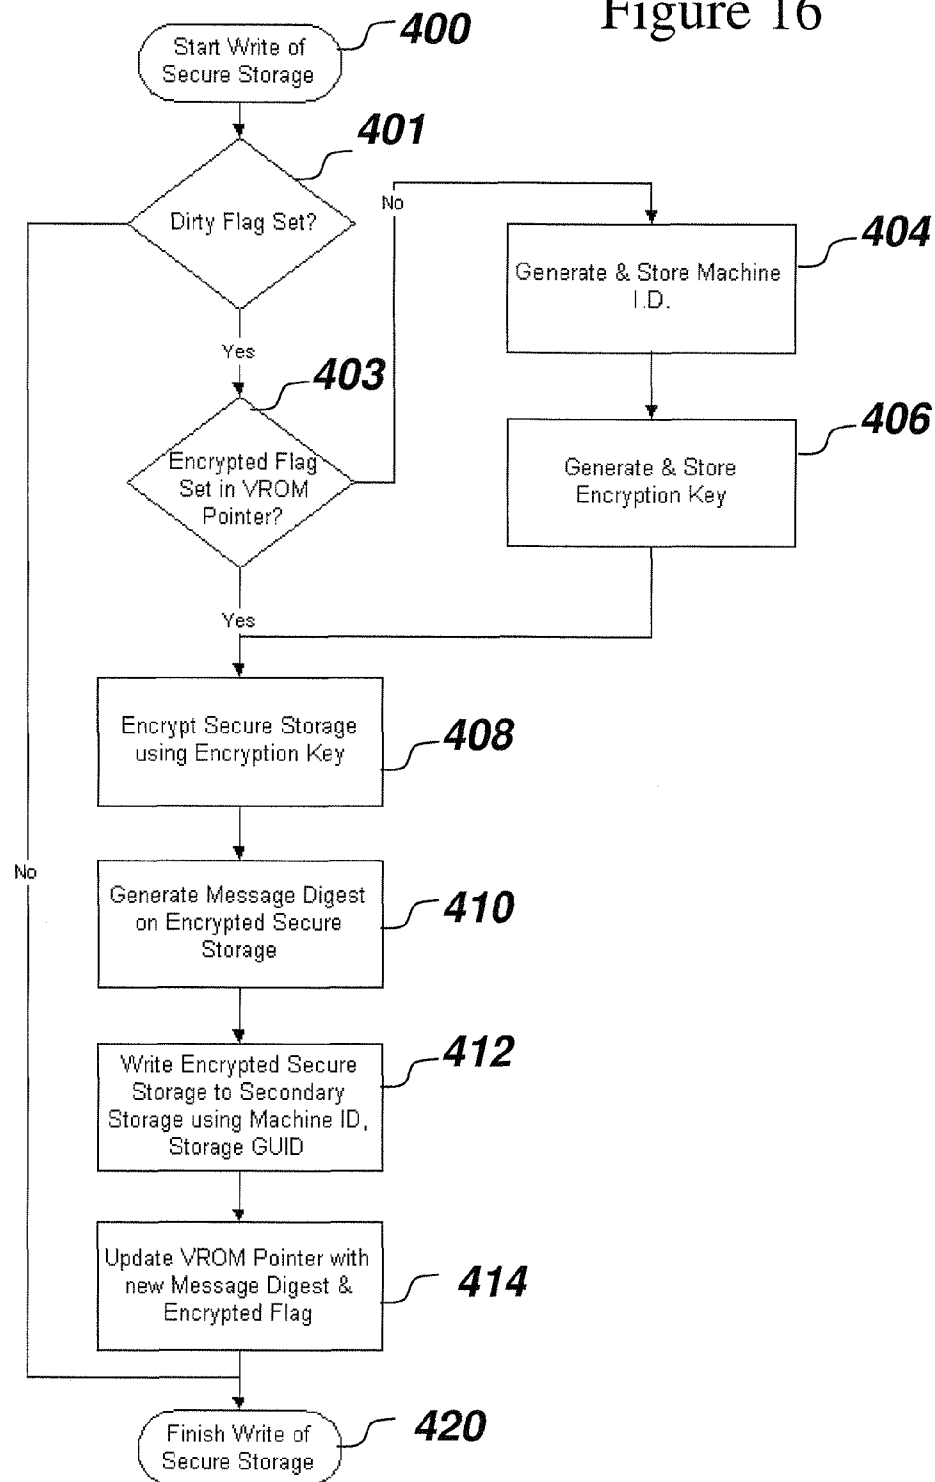 Figure 16
Start Write of
Secure Storage
400
401
Dirty Flag Set?
No
404
Generate & Store Machine
I.D.
Yes
403
Encrypted Flag
Set in VROM
Pointer?
406
Generate & Store
Encryption Key
Yes
Encrypt Secure Storage
using Encryption Key
408
No
Generate Message Digest
on Encrypted Secure
Storage
410
Write Encrypted Secure
Storage to Secondary
Storage using Machine ID,
Storage GUID
412
Update VROM Pointer with
new Message Digest &
Encrypted Flag
414
Finish Write of
Secure Storage
420